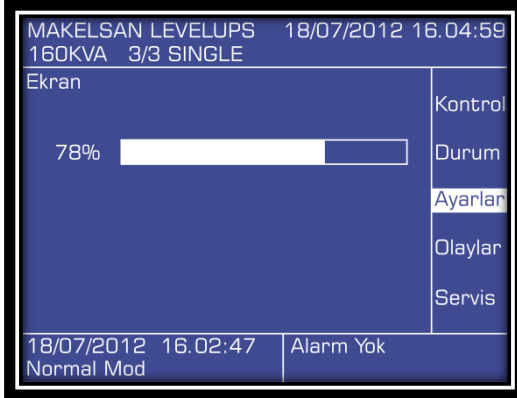 MAKELSAN LEVELUPS 18/07/2012 16.04:59
160KVA 3/3 SINGLE
Ekran
Kontrol
78%
Durum
Ayarlar
Olaylar
Servis
18/07/2012 16.02:47
Normal Mod
Alarm Yok